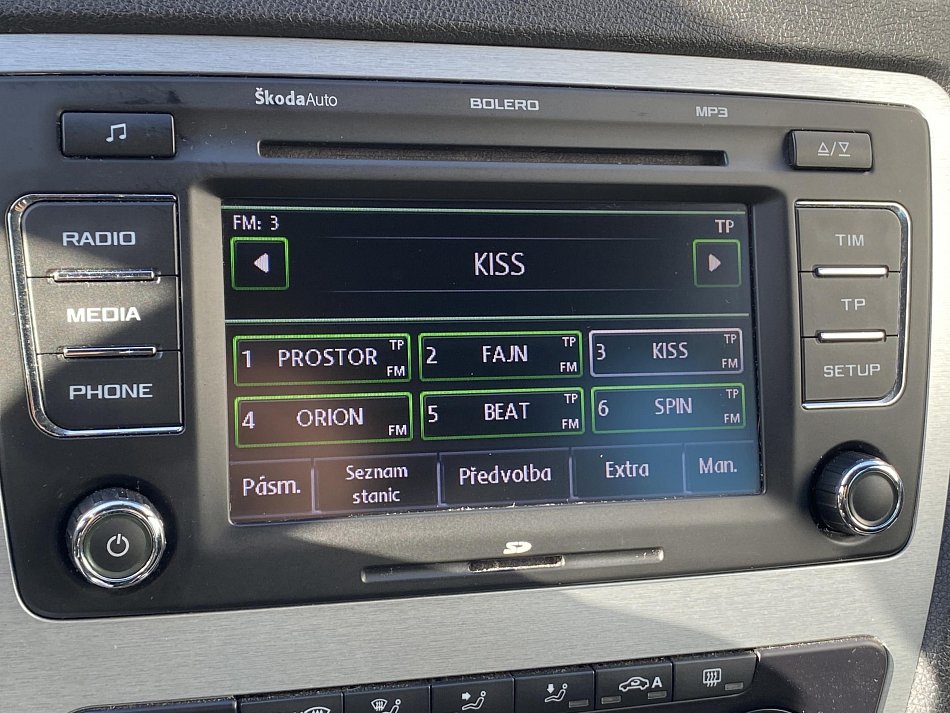 ŠkodaAuto BOLERO MP3
RADIO
MEDIA
PHONE
FM: 3 TP
KISS
1 PROSTOR TP FM
2 FAJN TP FM
3 KISS TP FM
4 ORION FM
5 BEAT TP FM
6 SPIN TP FM
Pásm.
Seznam
stanic
Předvolba
Extra
Man.
TIM
TP
SETUP
SD
A